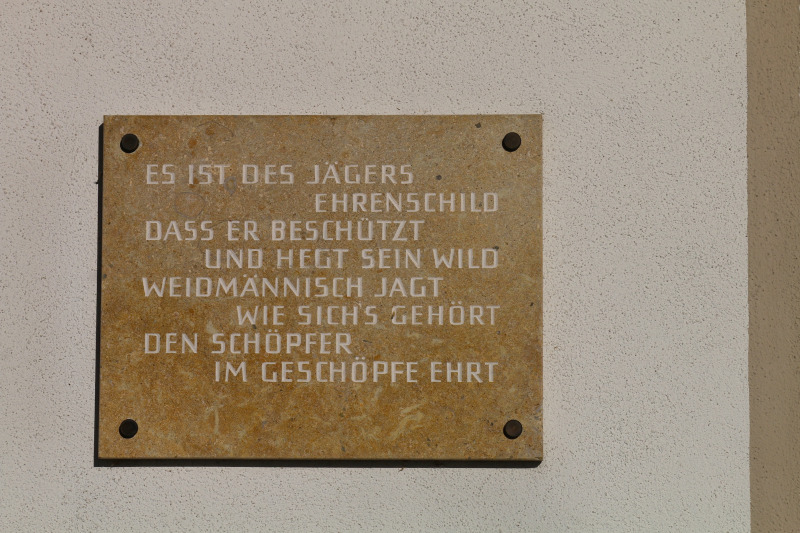 ES IST DES JÄGERS
EHRENSCHILD
DASS ER BESCHÜTZT
UND HEGT SEIN WILD
WEIDMÄNNISCH JAGT
WIE SICH'S GEHÖRT
DEN SCHÖPFER
IM GESCHÖPFE EHRT